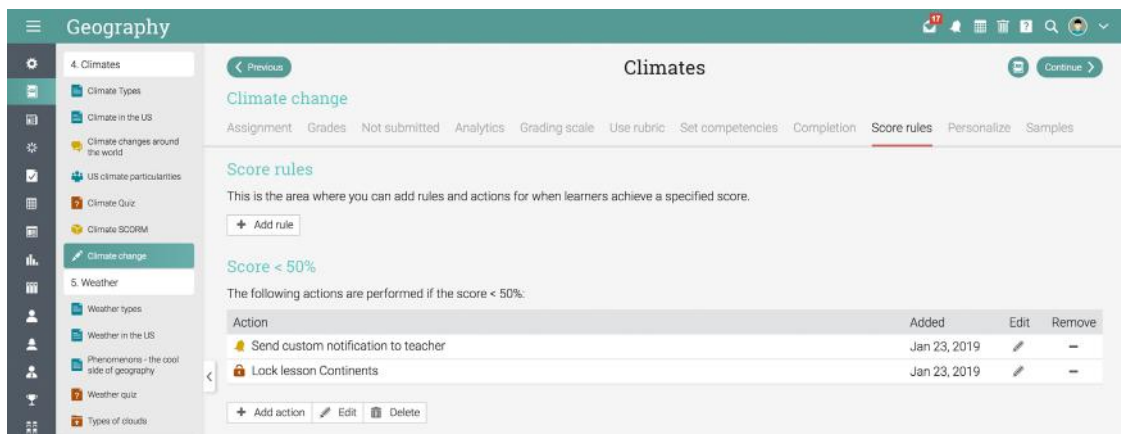 Geography
17
4. Climates
Climate Types
Climate in the US
Climate changes around
the world
US climate particularities
Climate Quiz
Climate SCORM
Climate change
5. Weather
Weather types
Weather in the US
Phenomenons - the cool
side of geography
Weather quiz
Types of clouds
Previous
Climates
Continue
Climate change
Assignment Grades Not submitted Analytics Grading scale Use rubric Set competencies Completion Score rules Personalize Samples
Score rules
This is the area where you can add rules and actions for when learners achieve a specified score.
+ Add rule
Score < 50%
The following actions are performed if the score < 50%:
Action Added Edit Remove
Send custom notification to teacher Jan 23, 2019
Lock lesson Continents Jan 23, 2019
+ Add action Edit Delete